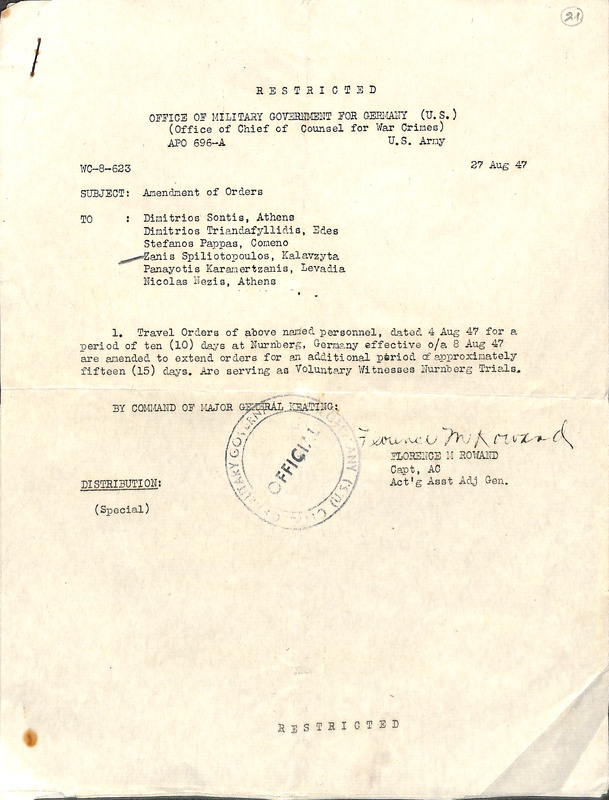 21
RESTRICTED
OFFICE OF MILITARY GOVERNMENT FOR GERMANY (U.S.)
(Office of Chief of Counsel for War Crimes)
APO 696-A U.S. Army
WC-8-623 27 Aug 47
SUBJECT: Amendment of Orders
TO : Dimitrios Sontis, Athens
Dimitrios Triandafyllidis, Edes
Stefanos Pappas, Comeno
Zanis Spiliotopoulos, Kalavzyta
Panayotis Karamertzanis, Levadia
Nicolas Nezis, Athens
1. Travel Orders of above named personnel, dated 4 Aug 47 for a
period of ten (10) days at Nurnberg, Germany effective o/a 8 Aug 47
are amended to extend orders for an additional period of approximately
fifteen (15) days. Are serving as Voluntary Witnesses Nurnberg Trials.
BY COMMAND OF MAJOR GENERAL KEATING:
Florence M Rowand
FLORENCE M ROWAND
Capt, AC
Act'g Asst Adj Gen.
OFFICIAL
DISTRIBUTION:
(Special)
RESTRICTED